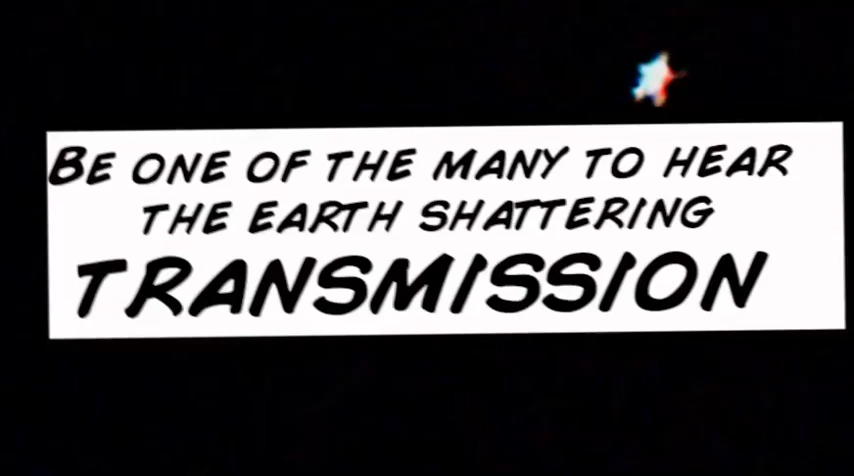 BE ONE OF THE MANY TO HEAR
THE EARTH SHATTERING
TRANSMISSION